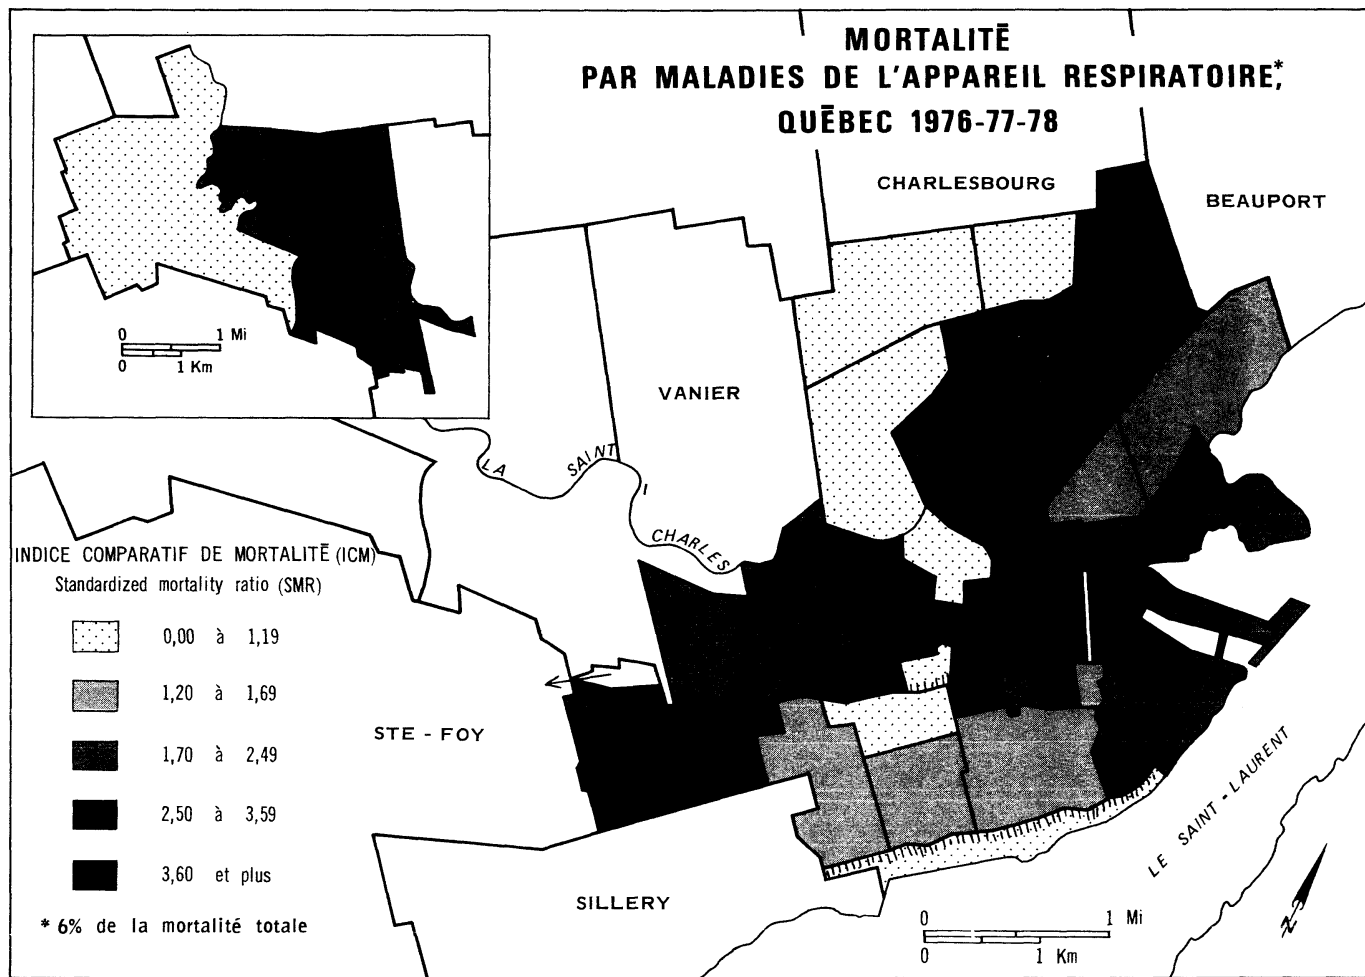 MORTALITĒ
PAR MALADIES DE L'APPAREIL RESPIRATOIRE,*
QUĒBEC 1976-77-78
CHARLESBOURG
BEAUPORT
0 1 Mi
0 1 Km
VANIER
LA SAINT - CHARLES
INDICE COMPARATIF DE MORTALITĒ (ICM)
Standardized mortality ratio (SMR)
0,00 à 1,19
1,20 à 1,69
1,70 à 2,49
2,50 à 3,59
3,60 et plus
* 6% de la mortalité totale
STE - FOY
SILLERY
LE SAINT - LAURENT
0 1 Mi
0 1 Km
N